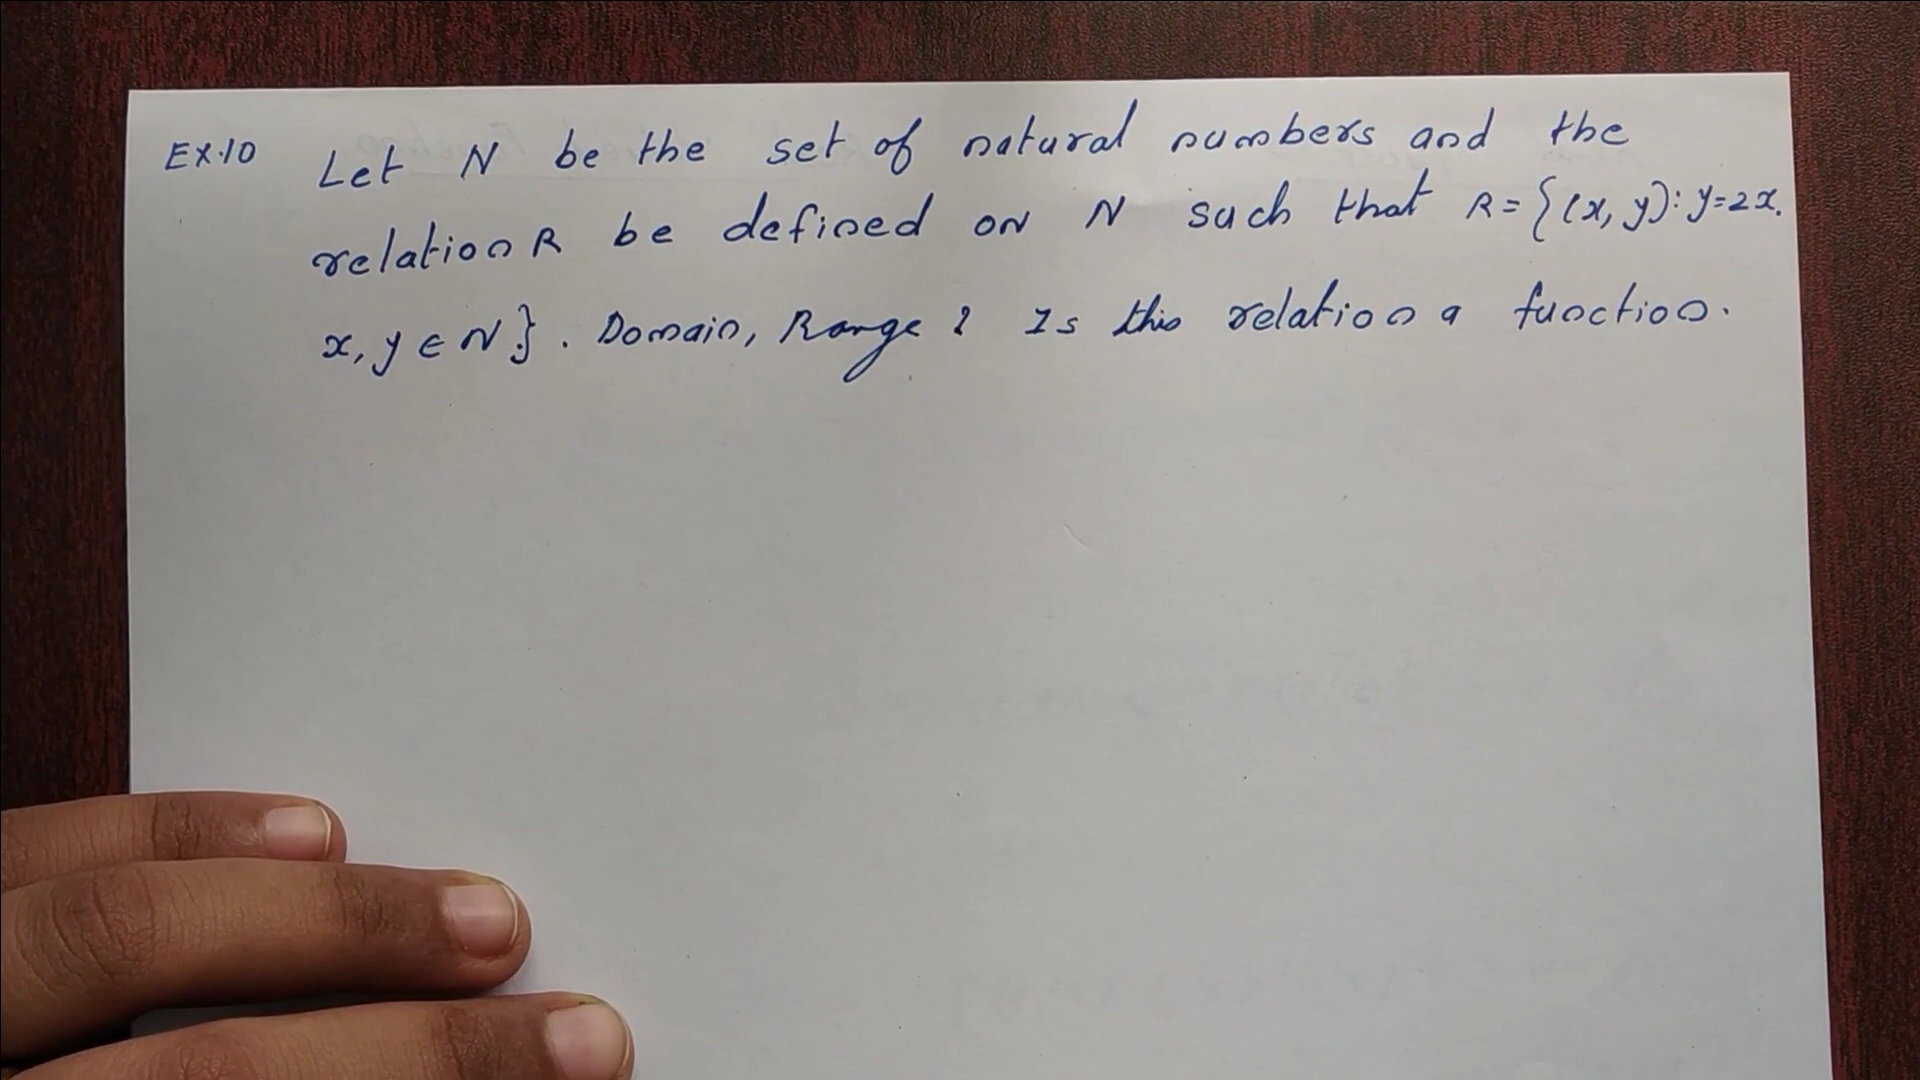 EX.10 Let N be the set of natural numbers and the
relation R be defined on N such that R = {(x, y): y=2x.
x, y ∈ N}. Domain, Range ? Is this relation a function.